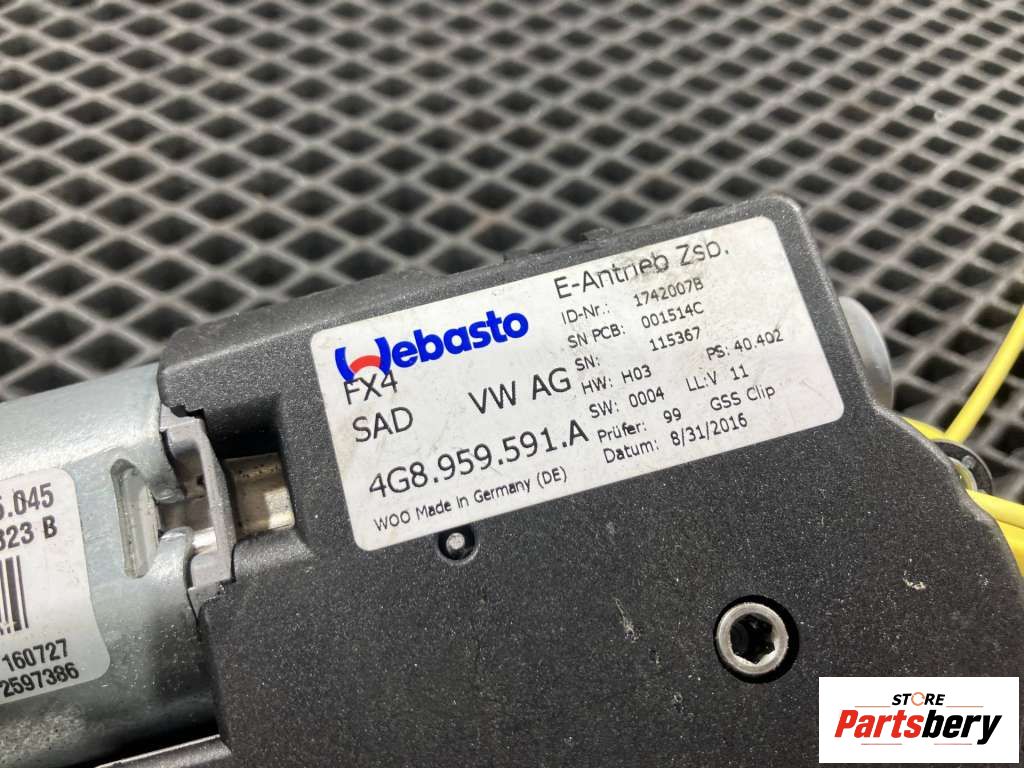 Webasto
FX4
SAD VW AG
4G8.959.591.A
WOO Made in Germany (DE)
E-Antrieb Zsb.
ID-Nr.: 1742007B
SN PCB: 001514C
SN: 115367
HW: H03 PS: 40.402
SW: 0004 LL:V 11
Prüfer: 99 GSS Clip
Datum: 8/31/2016
.045
323 B
160727
2597386
STORE
Partsbery